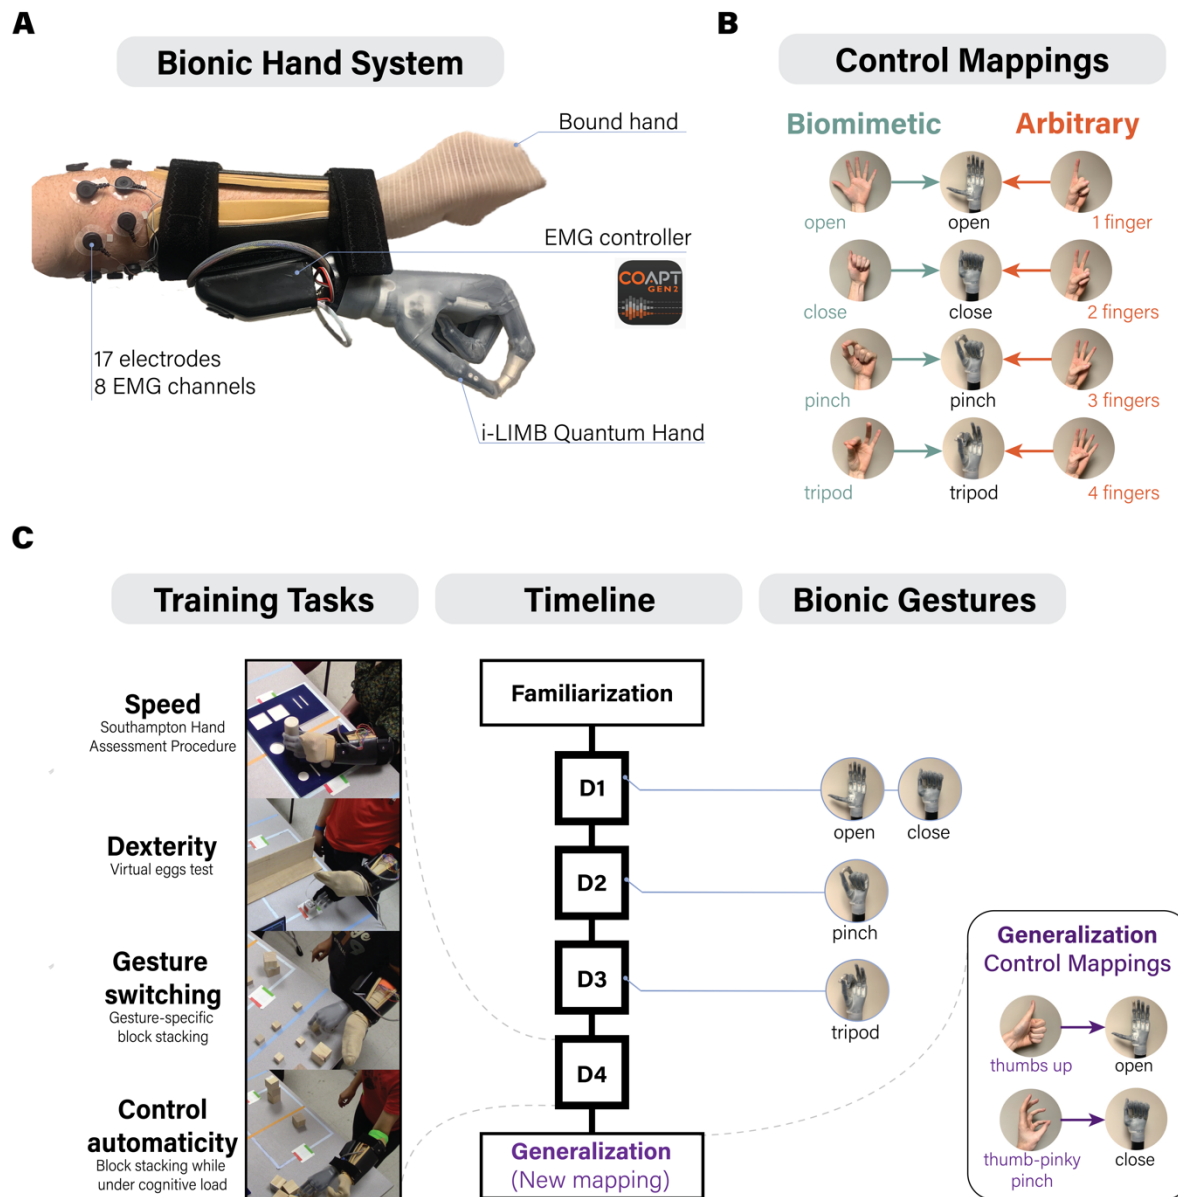 A
Bionic Hand System
Bound hand
EMG controller
COAPT
GEN2
17 electrodes
8 EMG channels
i-LIMB Quantum Hand
B
Control Mappings
Biomimetic
Arbitrary
open
open
1 finger
close
close
2 fingers
pinch
pinch
3 fingers
tripod
tripod
4 fingers
C
Training Tasks
Timeline
Bionic Gestures
Speed
Southampton Hand
Assessment Procedure
Dexterity
Virtual eggs test
Gesture
switching
Gesture-specific
block stacking
Control
automaticity
Block stacking while
under cognitive load
Familiarization
D1
D2
D3
D4
Generalization
(New mapping)
open
close
pinch
tripod
Generalization
Control Mappings
thumbs up
open
thumb-pinky
pinch
close